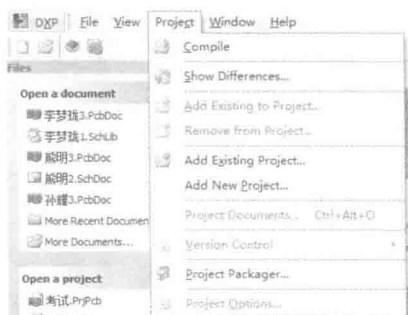 DXP File View Project Window Help
Compile
Show Differences...
Add Existing to Project...
Remove from Project...
Add Existing Project...
Add New Project...
Project Documents... Ctrl+Alt+O
Version Control
Project Packager...
Project Options...
Files
Open a document
李梦珑3.PcbDoc
李梦珑1.SchLib
熊明3.PcbDoc
熊明2.SchDoc
孙耀3.PcbDoc
More Recent Documen
More Documents...
Open a project
考试.PrjPcb